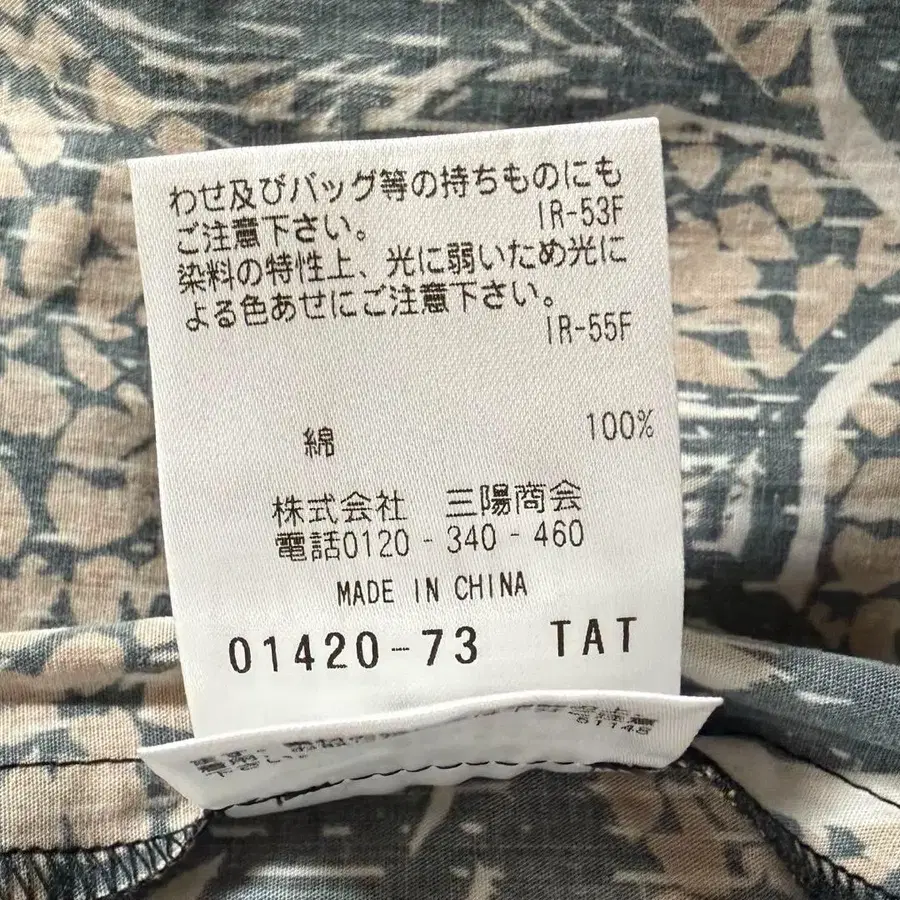 わせ及びバッグ等の持ちものにも
ご注意下さい。
IR-53F
染料の特性上、光に弱いため光に
よる色あせにご注意下さい。
IR-55F
綿 100%
株式会社 三陽商会
電話0120-340-460
MADE IN CHINA
01420-73 TAT
51145